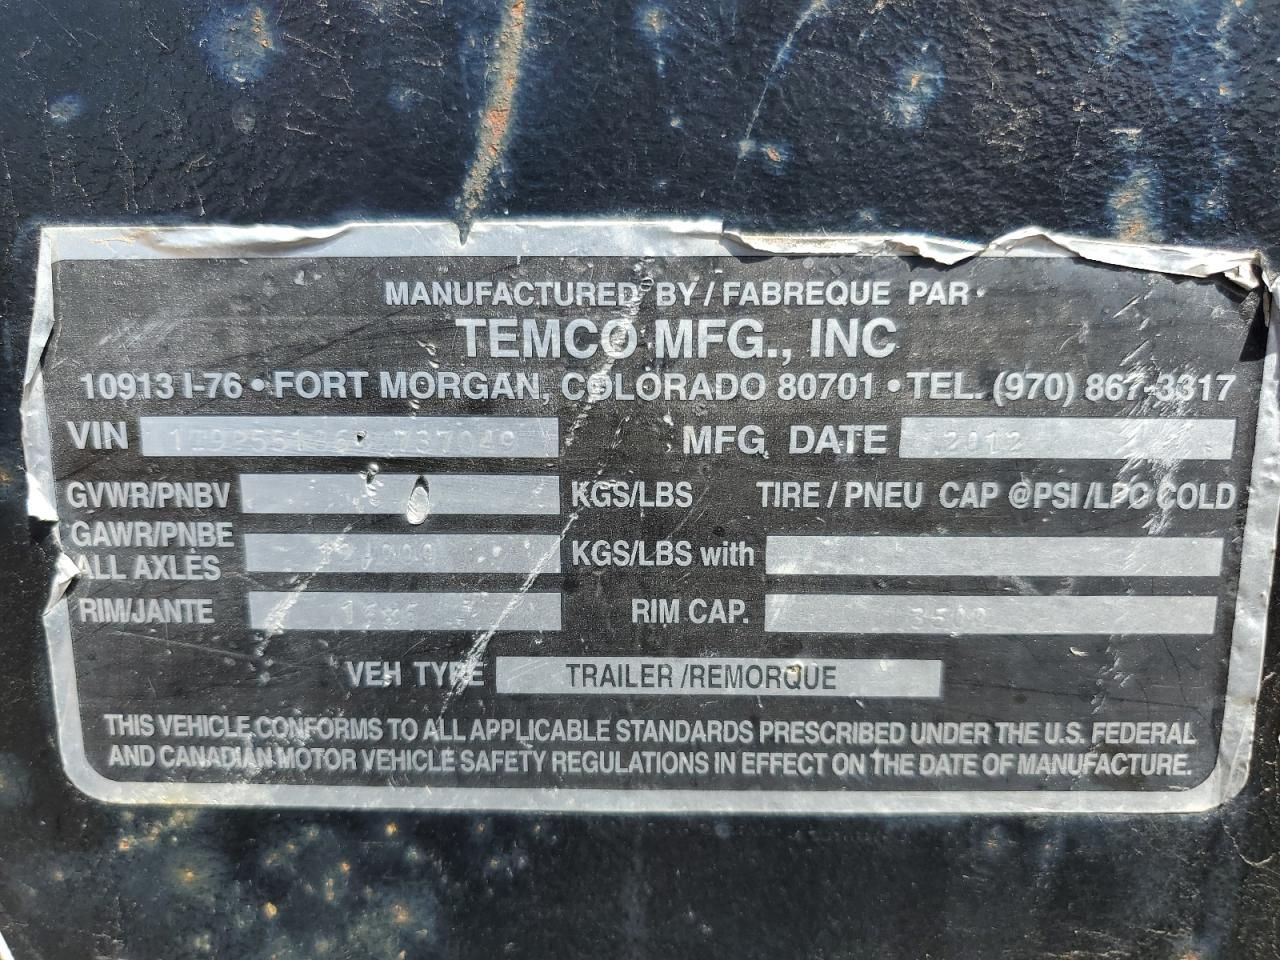 MANUFACTURED BY / FABREQUE PAR
TEMCO MFG., INC
10913 I-76 • FORT MORGAN, COLORADO 80701 • TEL. (970) 867-3317
VIN MFG DATE 2012
GVWR/PNBV KGS/LBS TIRE / PNEU CAP @PSI /LPC COLD
GAWR/PNBE
ALL AXLES KGS/LBS with
RIM/JANTE RIM CAP. 3500
VEH TYPE TRAILER /REMORQUE
THIS VEHICLE CONFORMS TO ALL APPLICABLE STANDARDS PRESCRIBED UNDER THE U.S. FEDERAL
AND CANADIAN MOTOR VEHICLE SAFETY REGULATIONS IN EFFECT ON THE DATE OF MANUFACTURE.